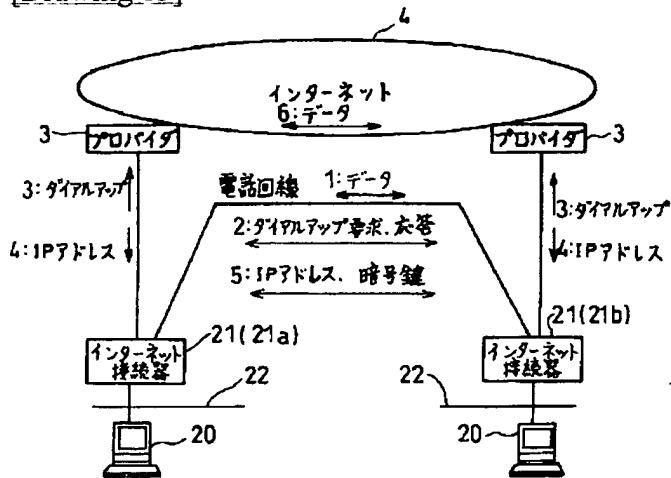 4
インターネット
6:データ
3
プロバイダ
プロバイダ
3
3:ダイアルアップ
電話回線
1:データ
3:ダイアルアップ
2:ダイアルアップ要求、応答
4:IPアドレス
4:IPアドレス
5:IPアドレス、暗号鍵
21(21a)
21(21b)
インターネット
接続器
インターネット
接続器
22
22
20
20